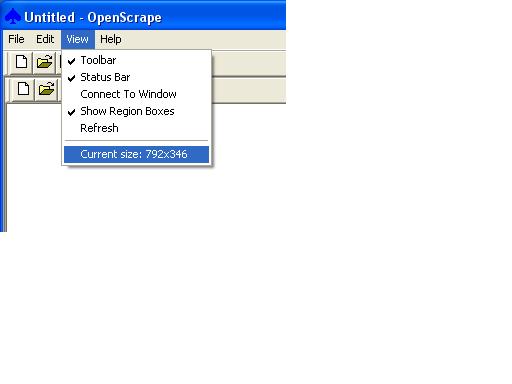 Untitled - OpenScrape
File Edit View Help
Toolbar
Status Bar
Connect To Window
Show Region Boxes
Refresh
Current size: 792x346